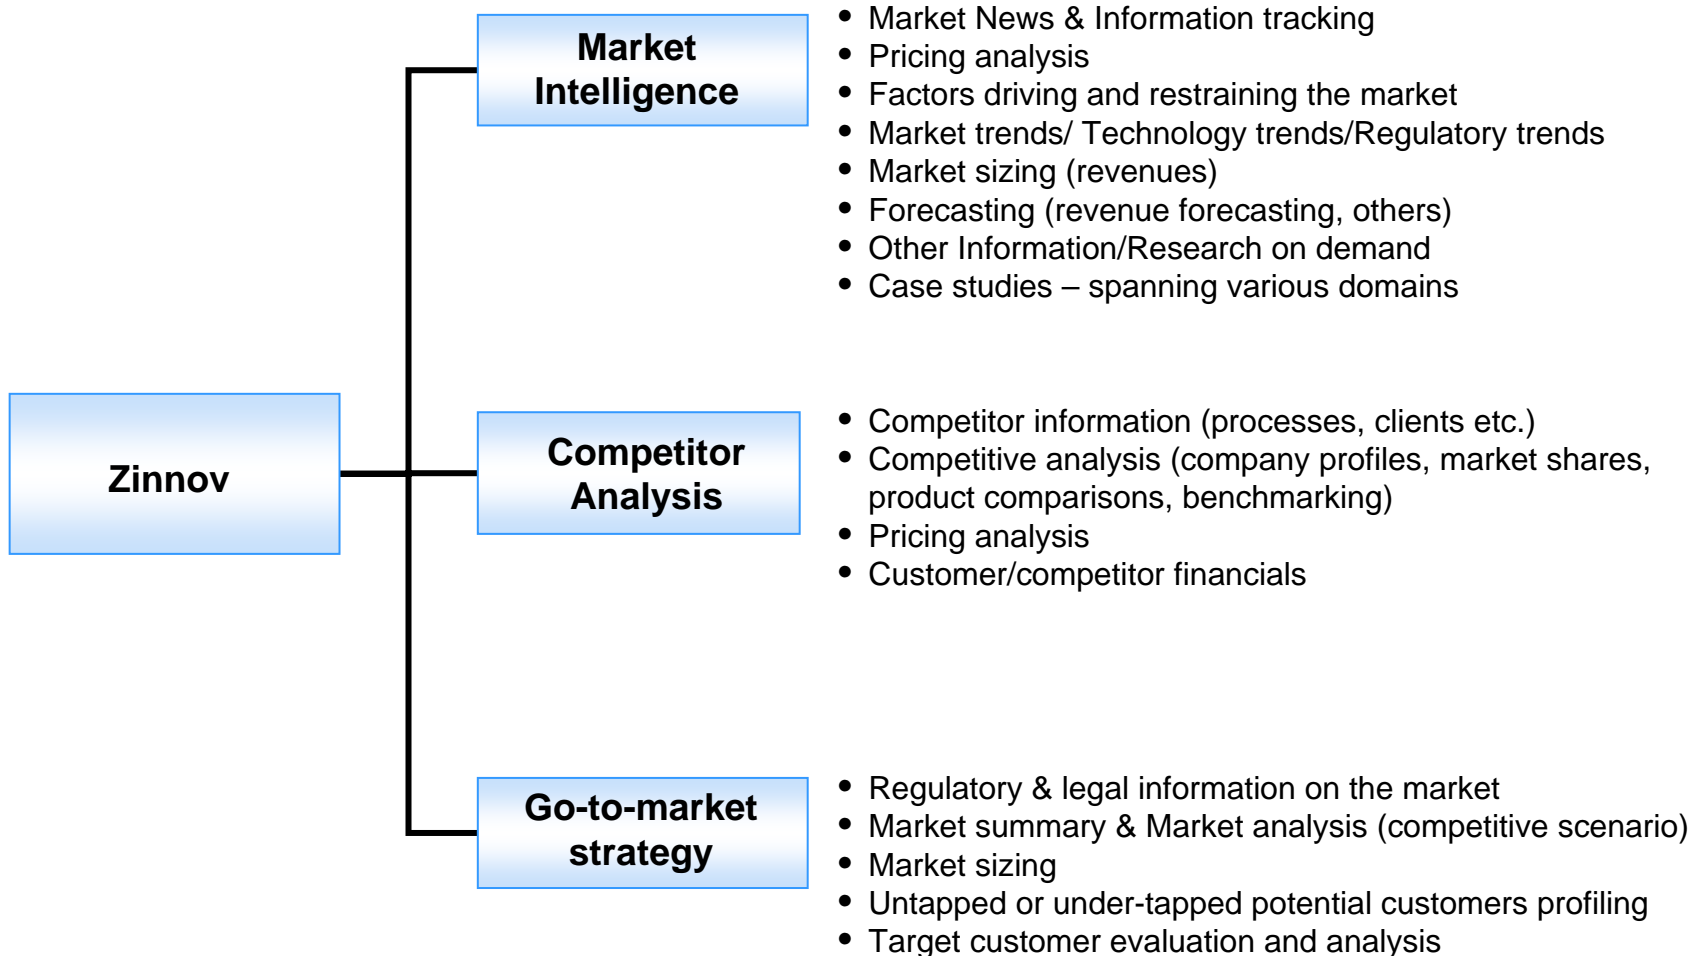 Market
Intelligence
• Market News & Information tracking
• Pricing analysis
• Factors driving and restraining the market
• Market trends/ Technology trends/Regulatory trends
• Market sizing (revenues)
• Forecasting (revenue forecasting, others)
• Other Information/Research on demand
• Case studies – spanning various domains
Zinnov
Competitor
Analysis
• Competitor information (processes, clients etc.)
• Competitive analysis (company profiles, market shares,
product comparisons, benchmarking)
• Pricing analysis
• Customer/competitor financials
Go-to-market
strategy
• Regulatory & legal information on the market
• Market summary & Market analysis (competitive scenario)
• Market sizing
• Untapped or under-tapped potential customers profiling
• Target customer evaluation and analysis